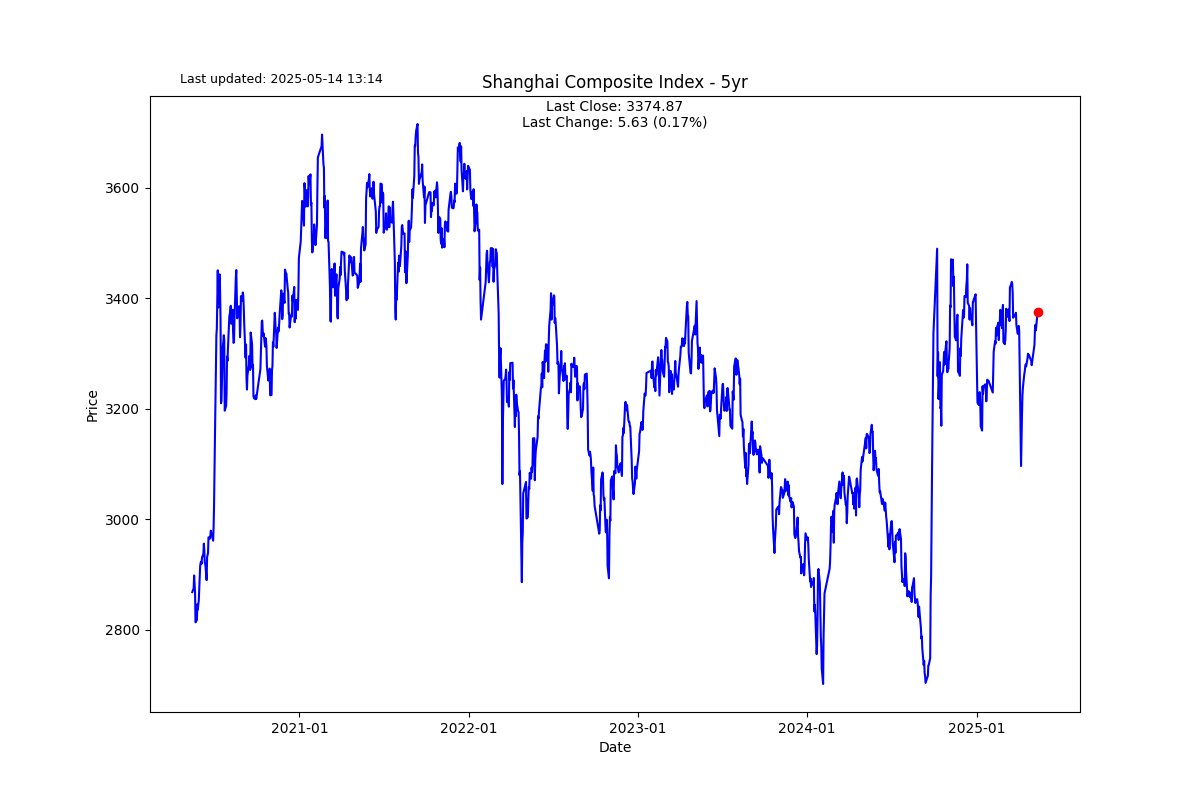 Last updated: 2025-05-14 13:14
Shanghai Composite Index - 5yr
Last Close: 3374.87
Last Change: 5.63 (0.17%)
3600
3400
3200
3000
2800
Price
2021-01
2022-01
2023-01
2024-01
2025-01
Date